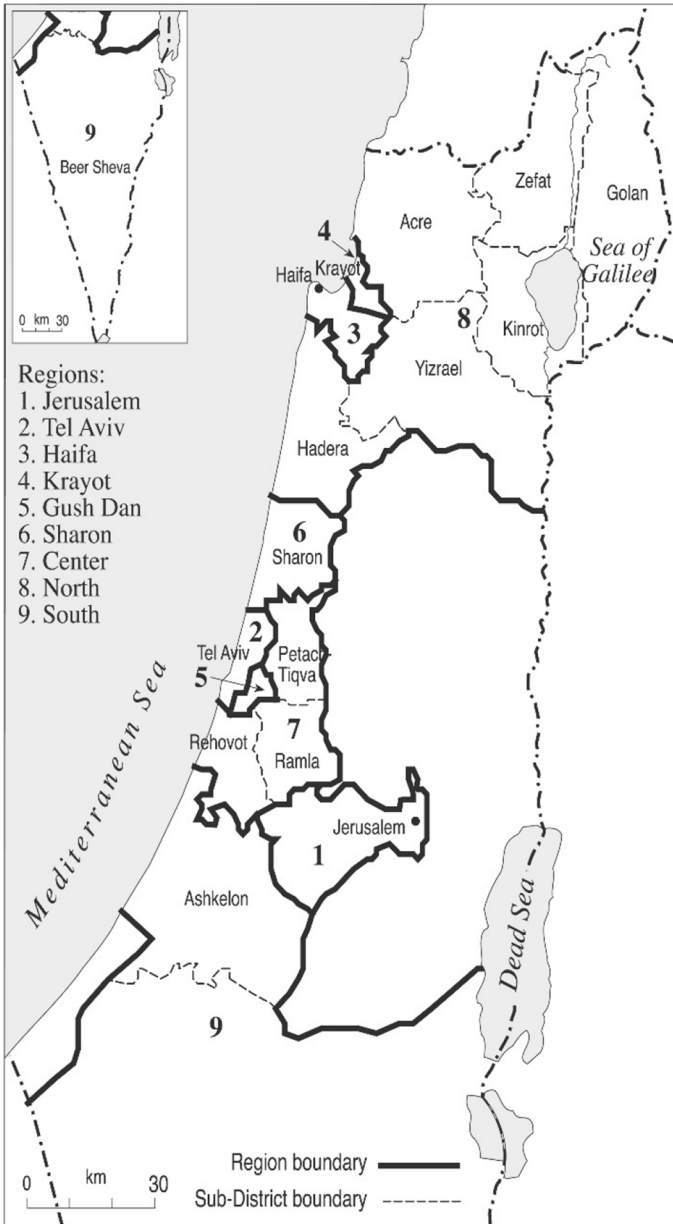 9
Beer Sheva
0 km 30
Regions:
1. Jerusalem
2. Tel Aviv
3. Haifa
4. Krayot
5. Gush Dan
6. Sharon
7. Center
8. North
9. South
Zefat
Golan
Acre
4
Sea of
Galilee
Krayot
Haifa
8
3
Kinrot
Yizrael
Hadera
6
Sharon
2
Tel Aviv
Petach
Tiqva
5
7
Rehovot
Ramla
Jerusalem
1
Mediterranean Sea
Ashkelon
Dead Sea
9
Region boundary
km
0 30
Sub-District boundary